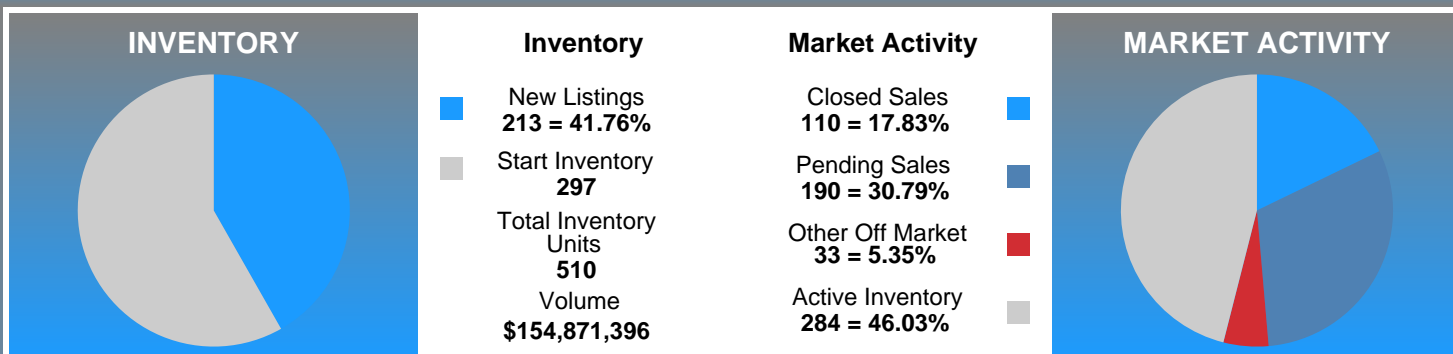 INVENTORY
Inventory
New Listings
213 = 41.76%
Start Inventory
297
Total Inventory
Units
510
Volume
$154,871,396
Market Activity
Closed Sales
110 = 17.83%
Pending Sales
190 = 30.79%
Other Off Market
33 = 5.35%
Active Inventory
284 = 46.03%
MARKET ACTIVITY